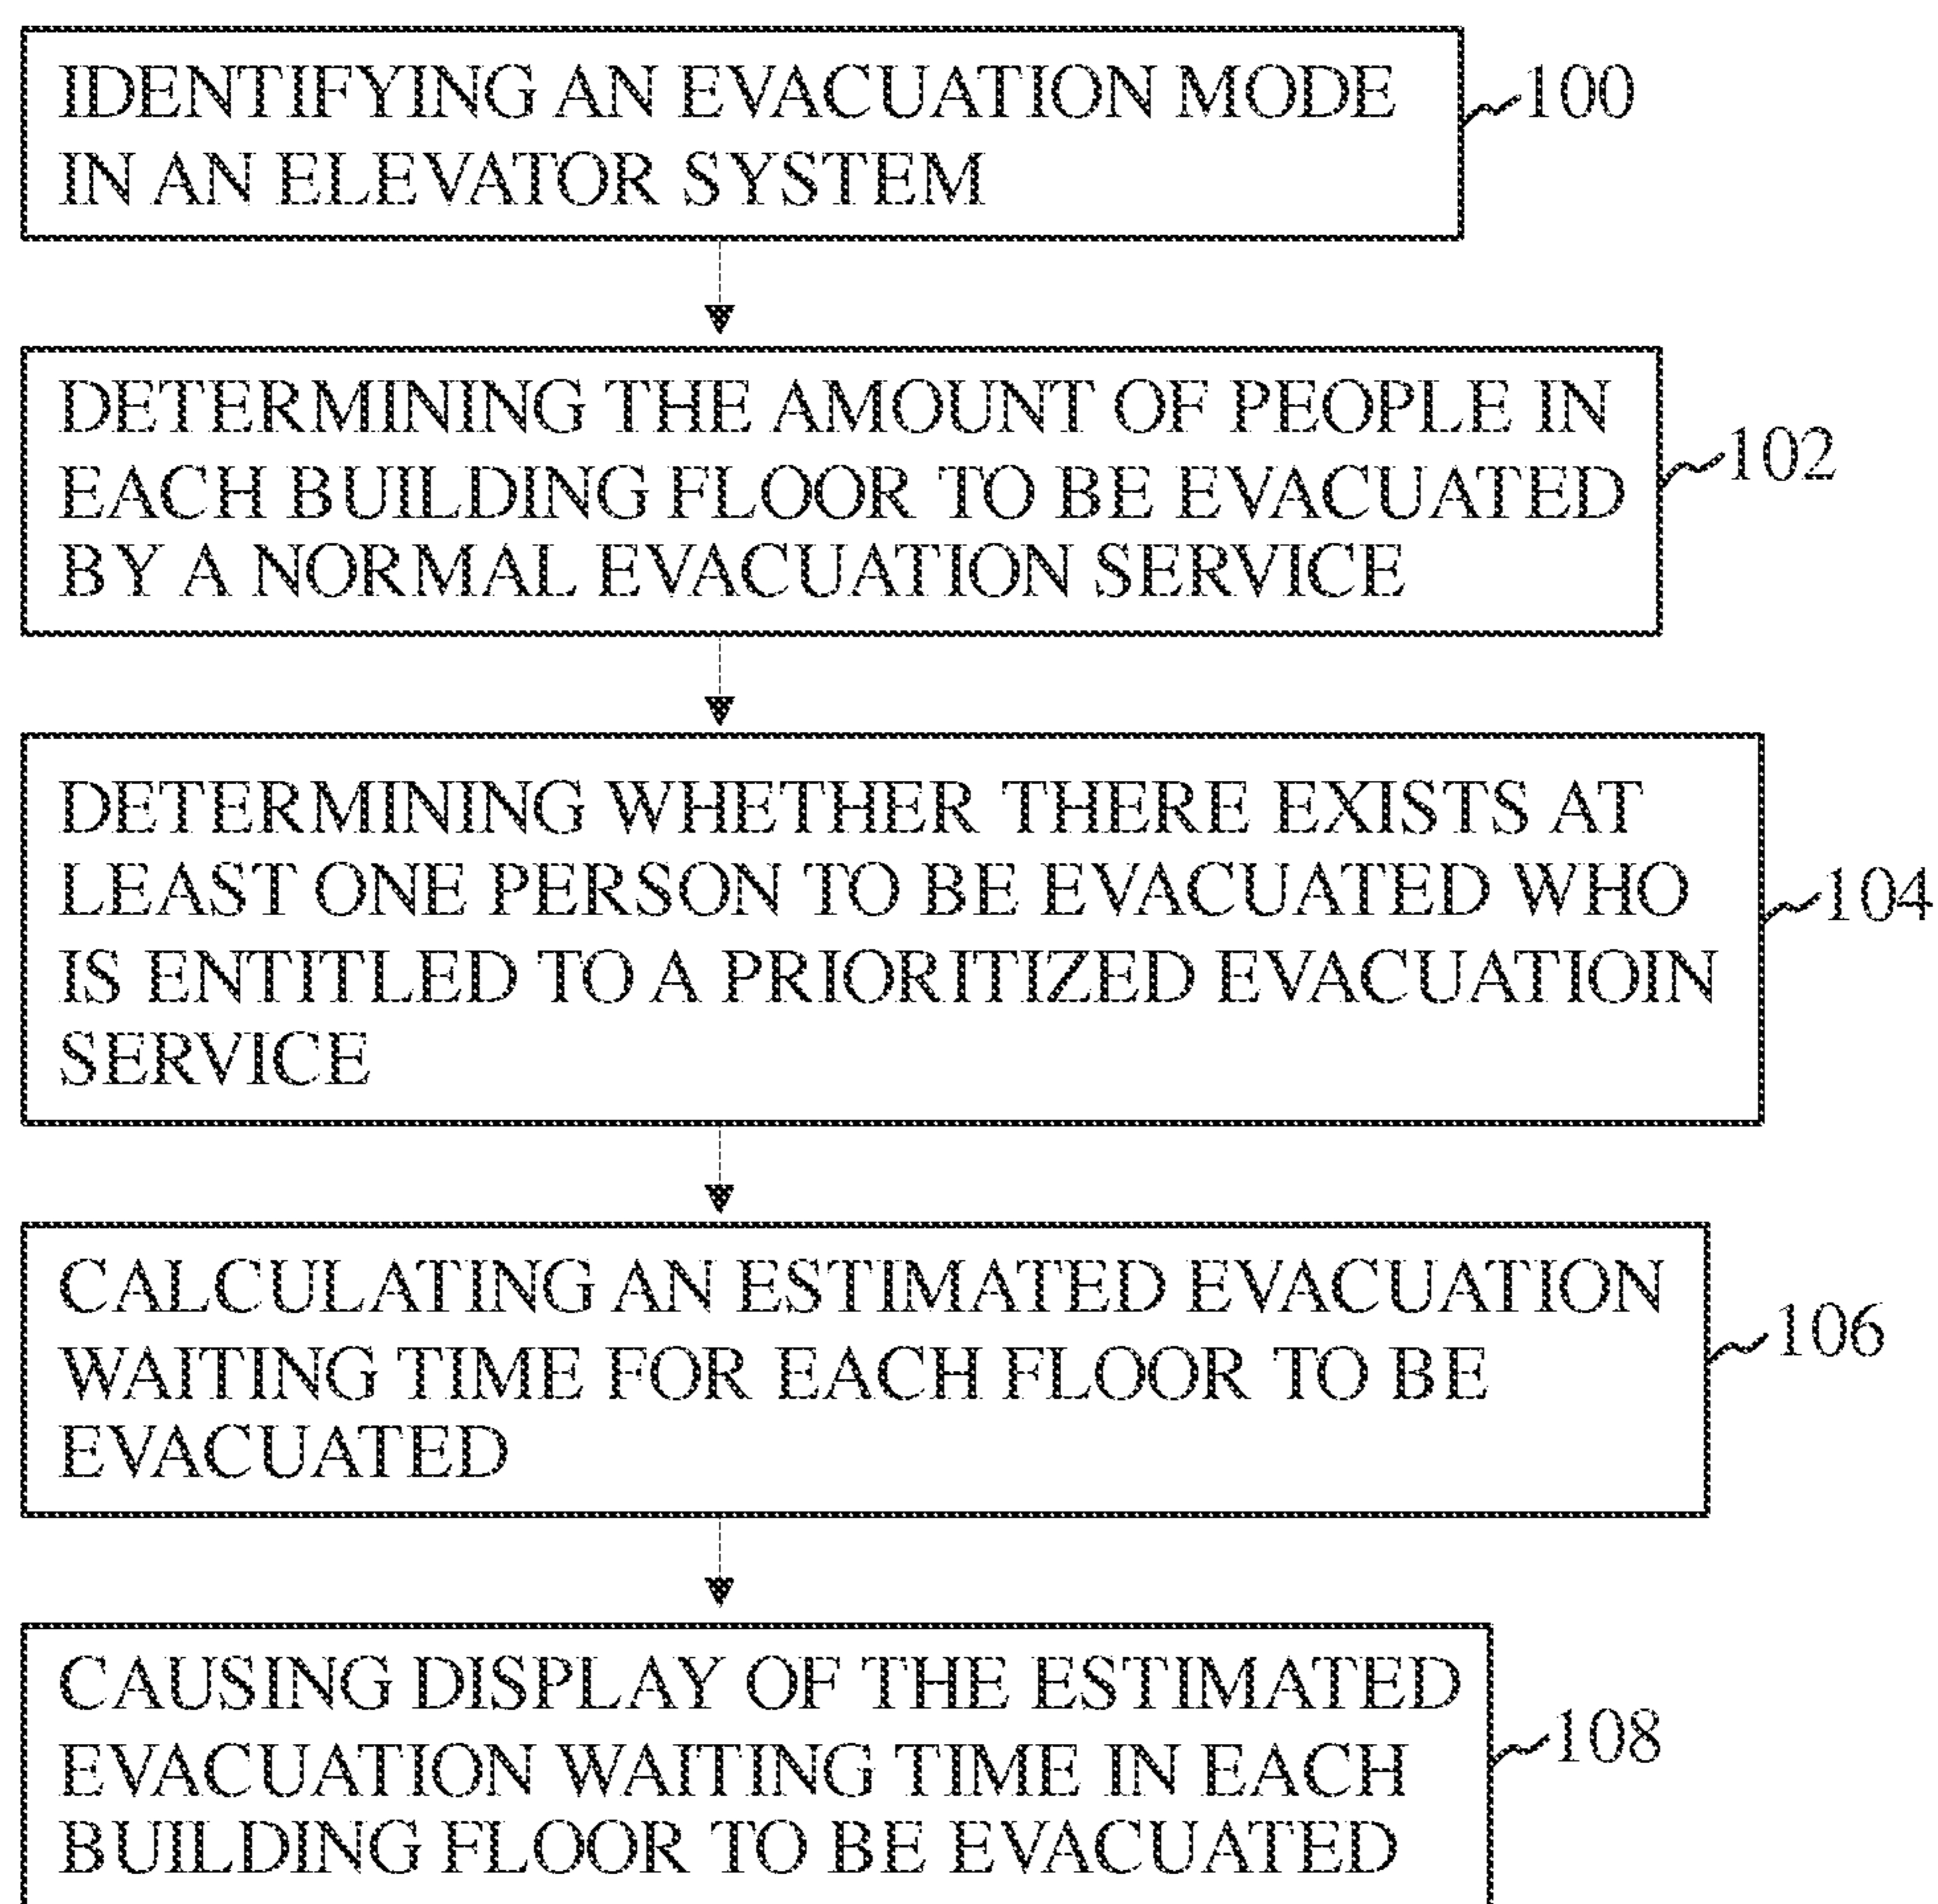 IDENTIFYING AN EVACUATION MODE
IN AN ELEVATOR SYSTEM
100
DETERMINING THE AMOUNT OF PEOPLE IN
EACH BUILDING FLOOR TO BE EVACUATED
BY A NORMAL EVACUATION SERVICE
102
DETERMINING WHETHER THERE EXISTS AT
LEAST ONE PERSON TO BE EVACUATED WHO
IS ENTITLED TO A PRIORITIZED EVACUATIOIN
SERVICE
104
CALCULATING AN ESTIMATED EVACUATION
WAITING TIME FOR EACH FLOOR TO BE
EVACUATED
106
CAUSING DISPLAY OF THE ESTIMATED
EVACUATION WAITING TIME IN EACH
BUILDING FLOOR TO BE EVACUATED
108